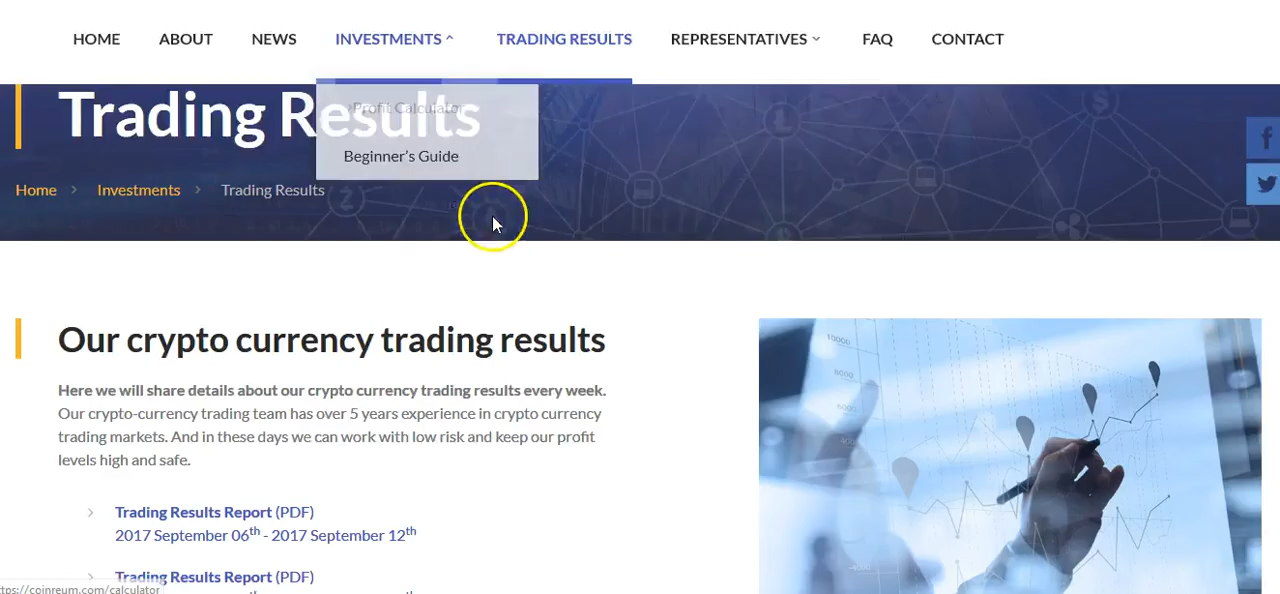 HOME ABOUT NEWS INVESTMENTS TRADING RESULTS REPRESENTATIVES FAQ CONTACT
Trading Results
Profit Calculator
Beginner's Guide
Home > Investments > Trading Results
Our crypto currency trading results
Here we will share details about our crypto currency trading results every week.
Our crypto-currency trading team has over 5 years experience in crypto currency
trading markets. And in these days we can work with low risk and keep our profit
levels high and safe.
Trading Results Report (PDF)
2017 September 06th - 2017 September 12th
Trading Results Report (PDF)
ttps://coinreum.com/calculator
10000
8000